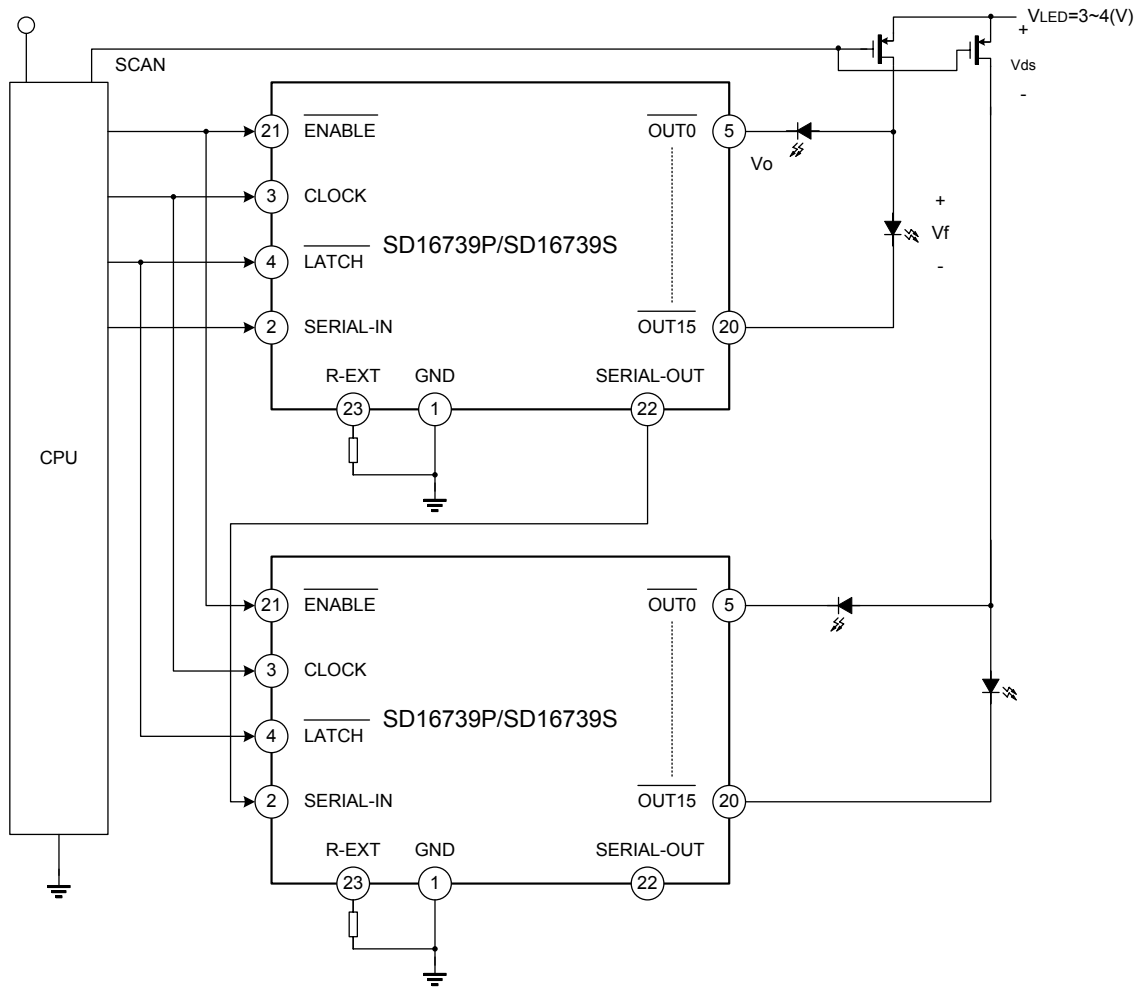 VLED=3~4(V)
+
SCAN
Vds
-
21 ENABLE
OUT0 5
Vo
3 CLOCK
+
SD16739P/SD16739S
Vf
4 LATCH
-
2 SERIAL-IN
OUT15 20
R-EXT GND SERIAL-OUT
23 1 22
CPU
21 ENABLE
OUT0 5
3 CLOCK
SD16739P/SD16739S
4 LATCH
2 SERIAL-IN
OUT15 20
R-EXT GND SERIAL-OUT
23 1 22